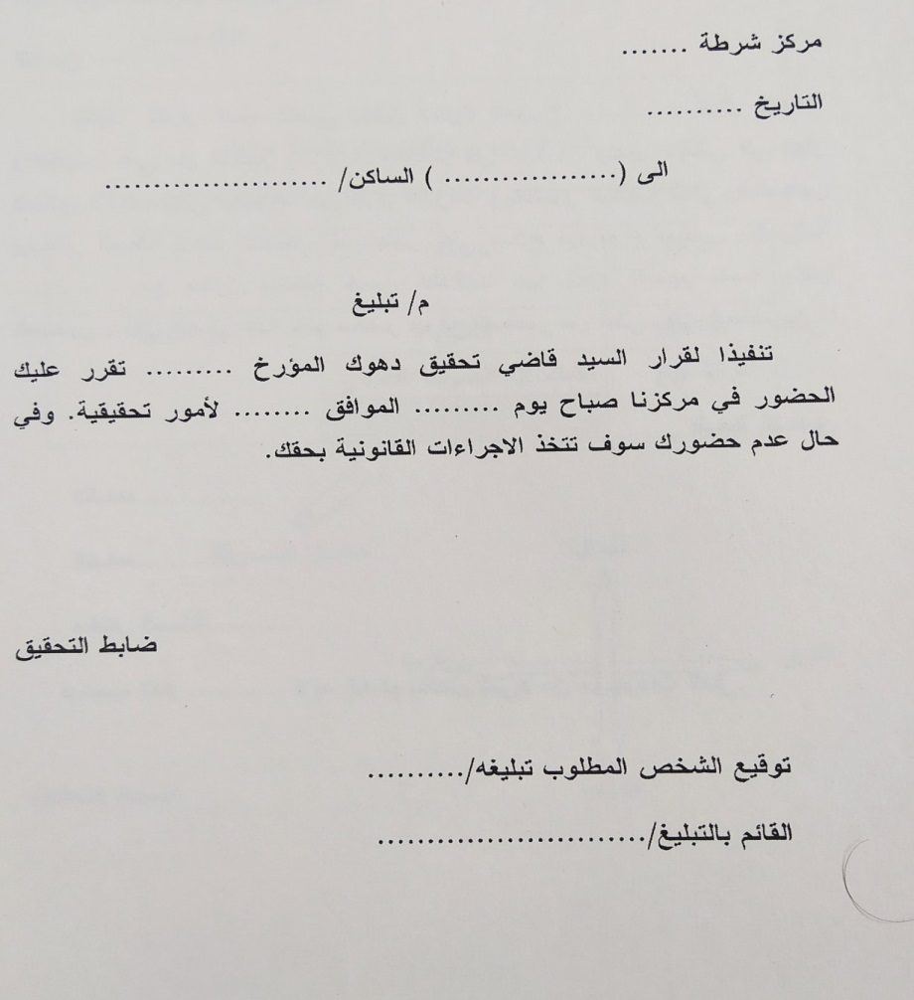 مركز شرطة .......
التاريخ ..........
الى (.................. ) الساكن/ .......................
م/ تبليغ
تنفيذا لقرار السيد قاضي تحقيق دهوك المؤرخ ......... تقرر عليك
الحضور في مركزنا صباح يوم ......... الموافق ........ لأمور تحقيقية. وفي
حال عدم حضورك سوف تتخذ الاجراءات القانونية بحقك.
ضابط التحقيق
توقيع الشخص المطلوب تبليغه/..........
القائم بالتبليغ/...........................